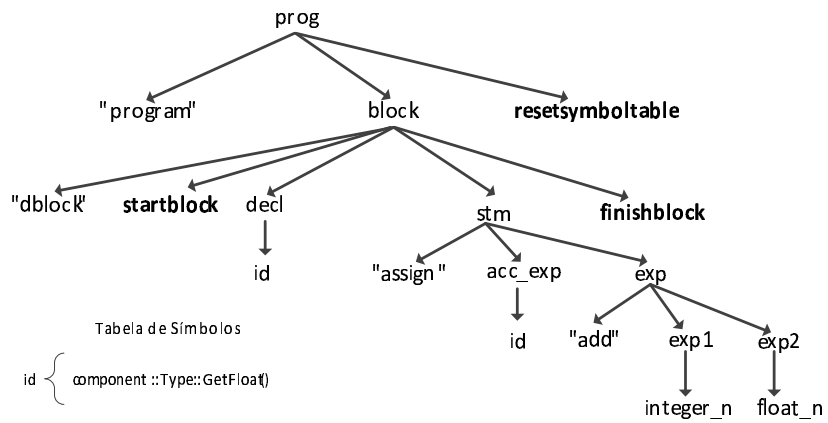 prog
"program" block resetsymboltable
"dblock" startblock decl stm finishblock
id "assign" acc_exp exp
Tabela de Símbolos
id "add" exp1 exp2
id { component ::Type::GetFloat()
integer_n float_n